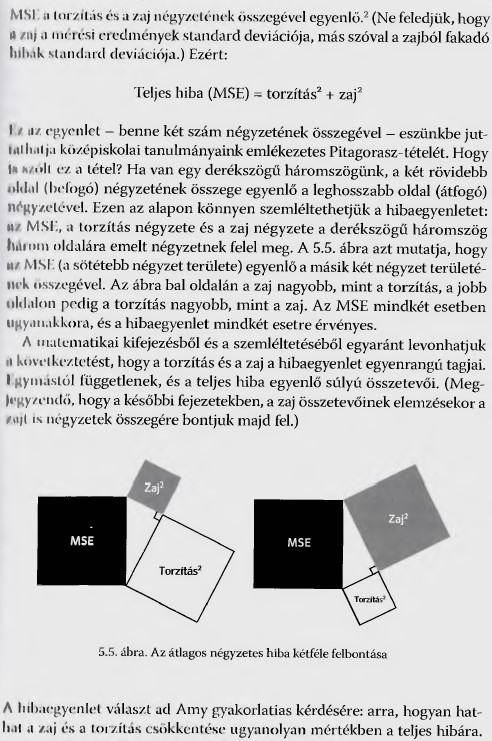 MSE a torzítás és a zaj négyzetének összegével egyenlő.² (Ne feledjük, hogy
a zaj a mérési eredmények standard deviációja, más szóval a zajból fakadó
hibák standard deviációja.) Ezért:
Teljes hiba (MSE) = torzítás² + zaj²
Ez az egyenlet – benne két szám négyzetének összegével – eszünkbe jut-
tathatja középiskolai tanulmányaink emlékezetes Pitagorasz-tételét. Hogy
is szólt ez a tétel? Ha van egy derékszögű háromszögünk, a két rövidebb
oldal (befogó) négyzetének összege egyenlő a leghosszabb oldal (átfogó)
négyzetével. Ezen az alapon könnyen szemléltethetjük a hibaegyenletet:
az MSE, a torzítás négyzete és a zaj négyzete a derékszögű háromszög
három oldalára emelt négyzetnek felel meg. A 5.5. ábra azt mutatja, hogy
az MSE (a sötétebb négyzet területe) egyenlő a másik két négyzet területé-
nek összegével. Az ábra bal oldalán a zaj nagyobb, mint a torzítás, a jobb
oldalon pedig a torzítás nagyobb, mint a zaj. Az MSE mindkét esetben
ugyanakkora, és a hibaegyenlet mindkét esetre érvényes.
A matematikai kifejezésből és a szemléltetéséből egyaránt levonhatjuk
a következtetést, hogy a torzítás és a zaj a hibaegyenlet egyenrangú tagjai.
Egymástól függetlenek, és a teljes hiba egyenlő súlyú összetevői. (Meg-
jegyzendő, hogy a későbbi fejezetekben, a zaj összetevőinek elemzésekor a
zajt is négyzetek összegére bontjuk majd fel.)
Zaj²
MSE
Torzítás²
Zaj²
MSE
Torzítás²
5.5. ábra. Az átlagos négyzetes hiba kétféle felbontása
A hibaegyenlet választ ad Amy gyakorlatias kérdésére: arra, hogyan hat-
hat a zaj és a torzítás csökkentése ugyanolyan mértékben a teljes hibára.